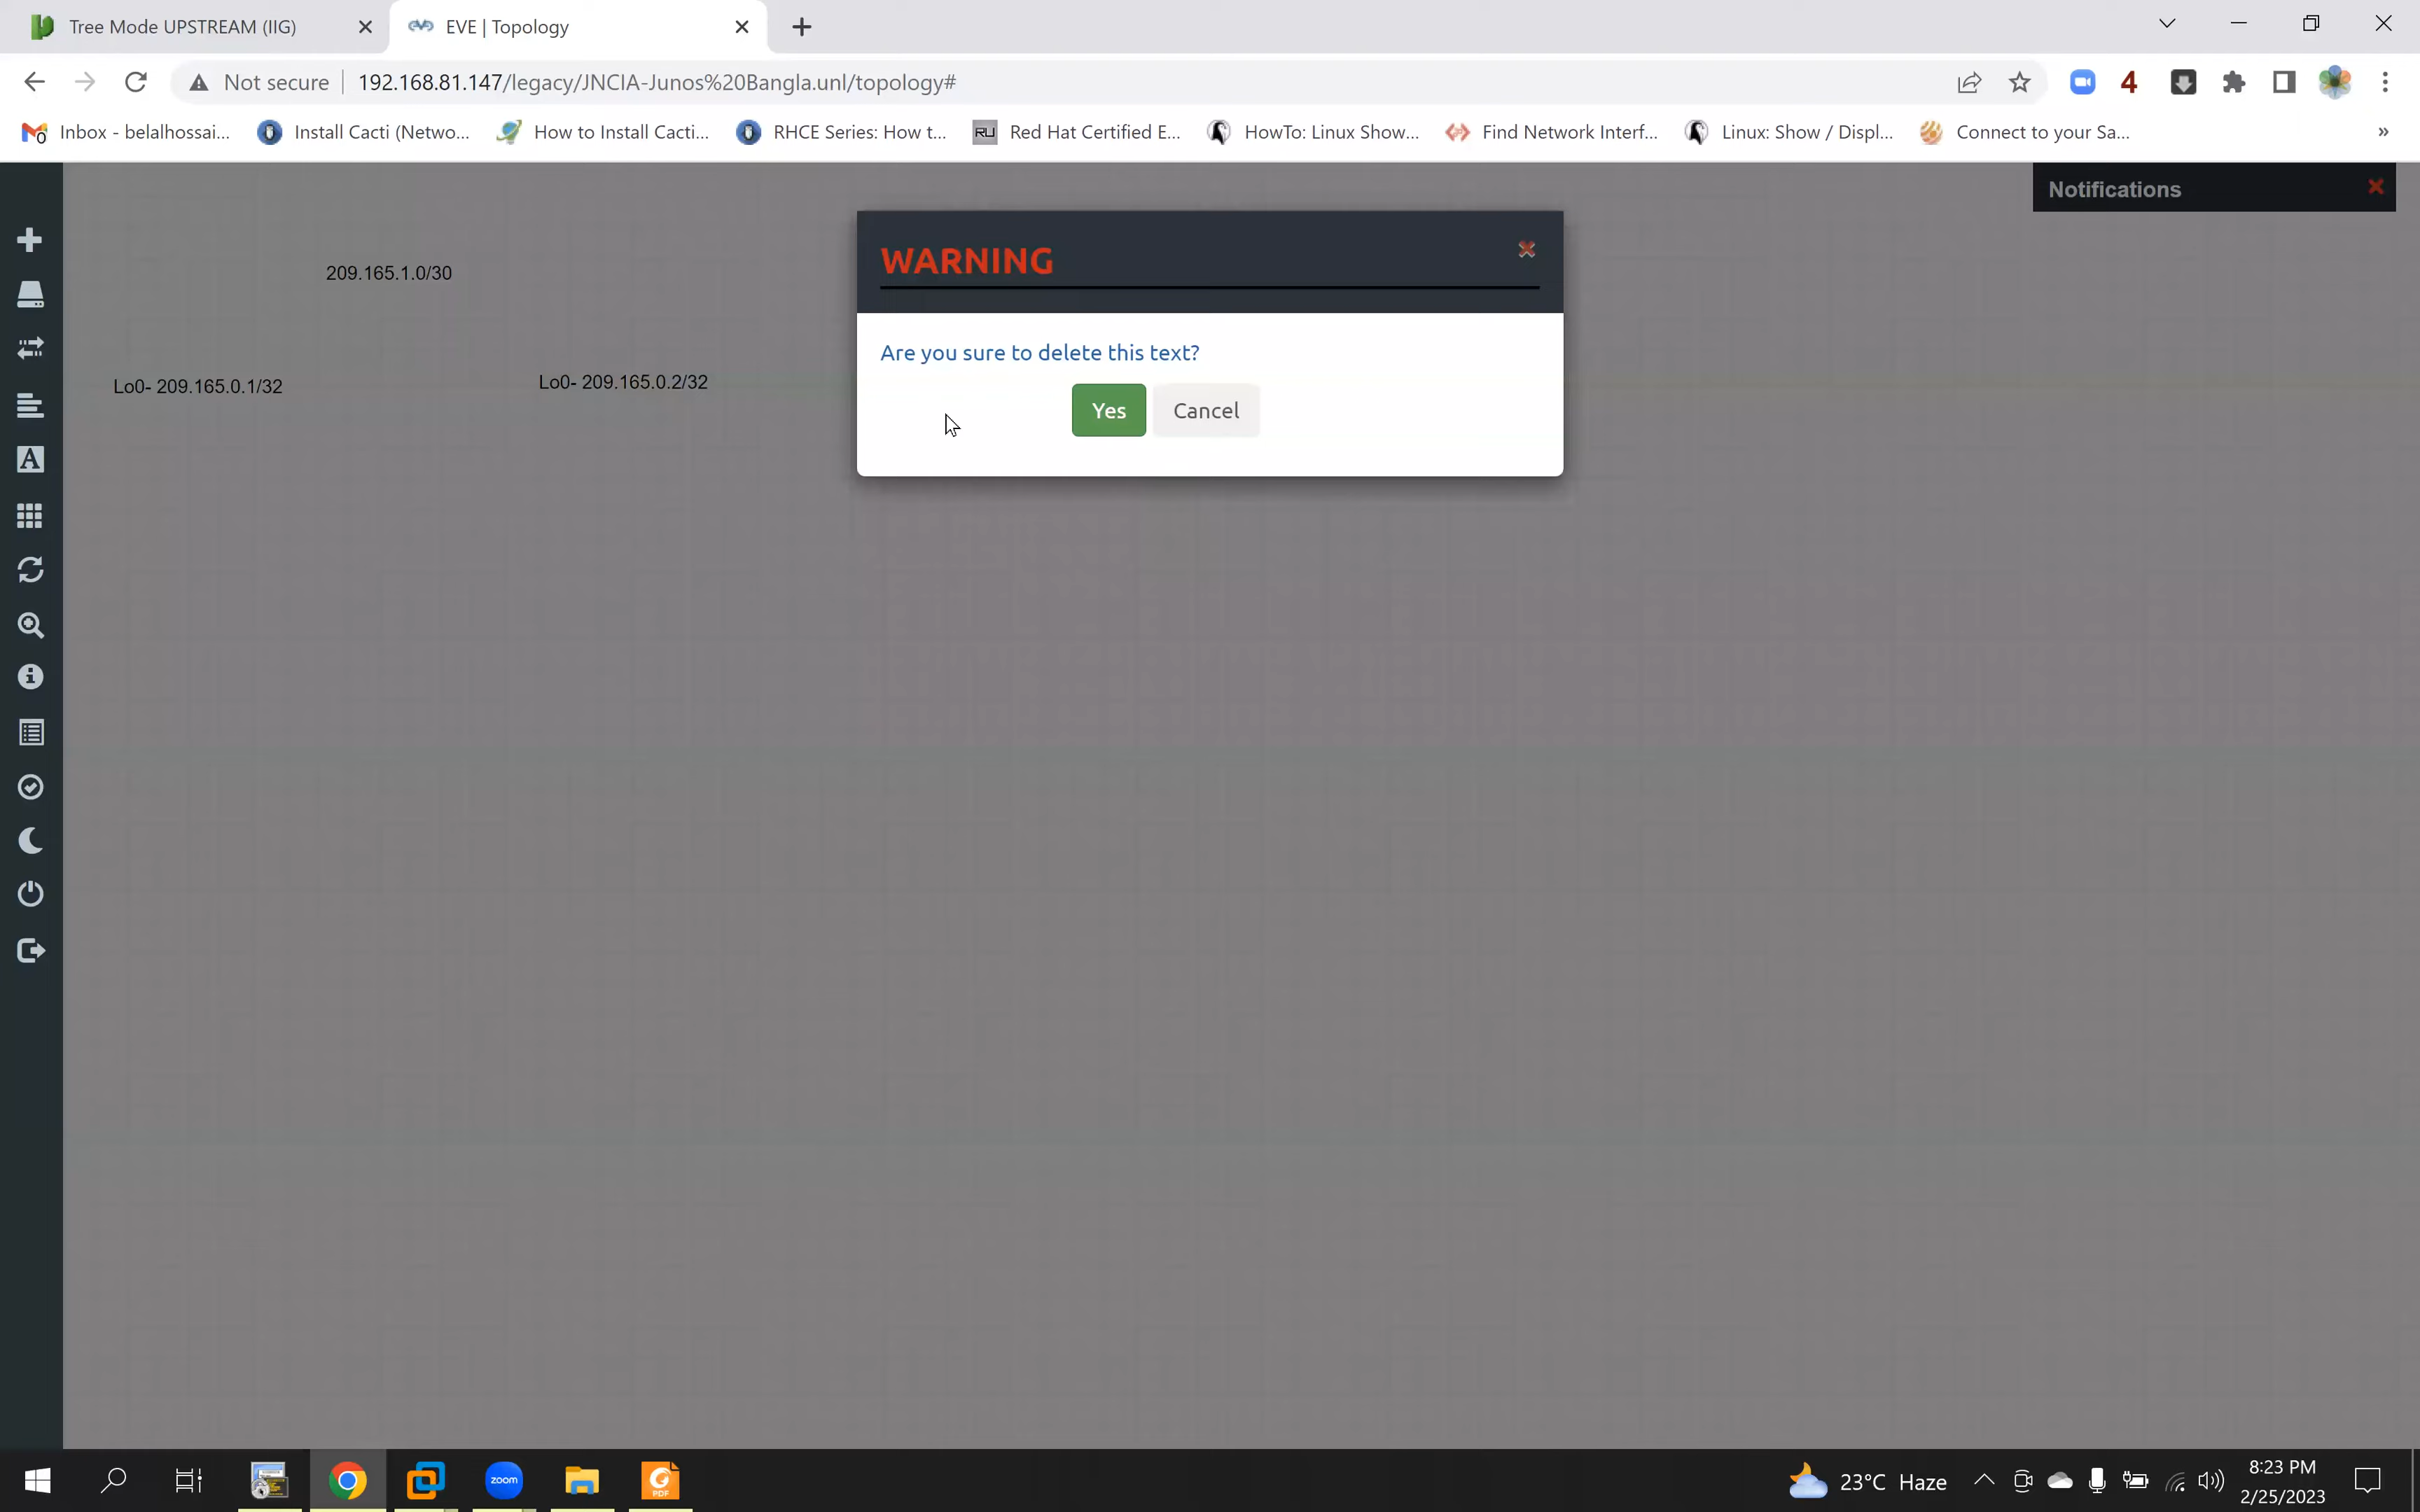 Tree Mode UPSTREAM (IIG)
EVE | Topology
Not secure
192.168.81.147/legacy/JNCIA-Junos%20Bangla.unl/topology#
4
Inbox - belalhossai...
Install Cacti (Netwo...
How to Install Cacti...
RHCE Series: How t...
RU
Red Hat Certified E...
HowTo: Linux Show...
Find Network Interf...
Linux: Show / Displ...
Connect to your Sa...
»
Notifications
WARNING
209.165.1.0/30
Are you sure to delete this text?
Lo0- 209.165.0.1/32
Lo0- 209.165.0.2/32
Yes
Cancel
A
zoom
PDF
23°C Haze
8:23 PM
2/25/2023